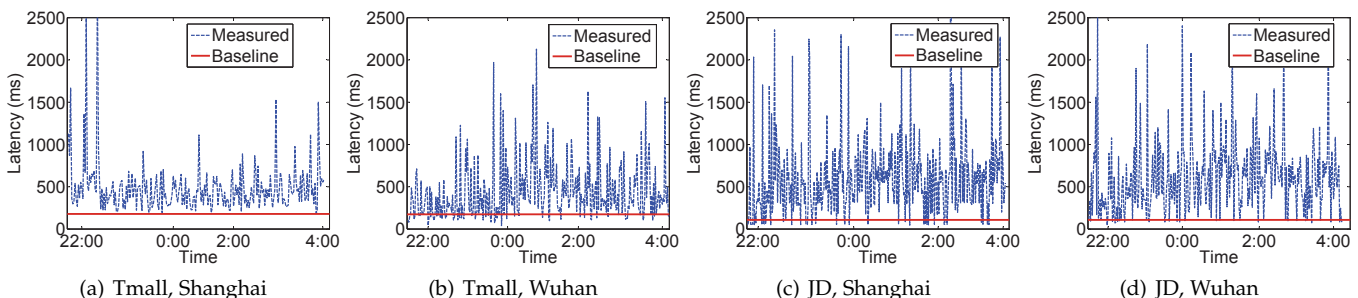 2500
2000
1500
1000
500
0
Latency (ms)
Measured
Baseline
22:00
0:00
2:00
4:00
Time
(a) Tmall, Shanghai
2500
2000
1500
1000
500
0
Latency (ms)
Measured
Baseline
22:00
0:00
2:00
4:00
Time
(b) Tmall, Wuhan
2500
2000
1500
1000
500
0
Latency (ms)
Measured
Baseline
22:00
0:00
2:00
4:00
Time
(c) JD, Shanghai
2500
2000
1500
1000
500
0
Latency (ms)
Measured
Baseline
22:00
0:00
2:00
4:00
Time
(d) JD, Wuhan